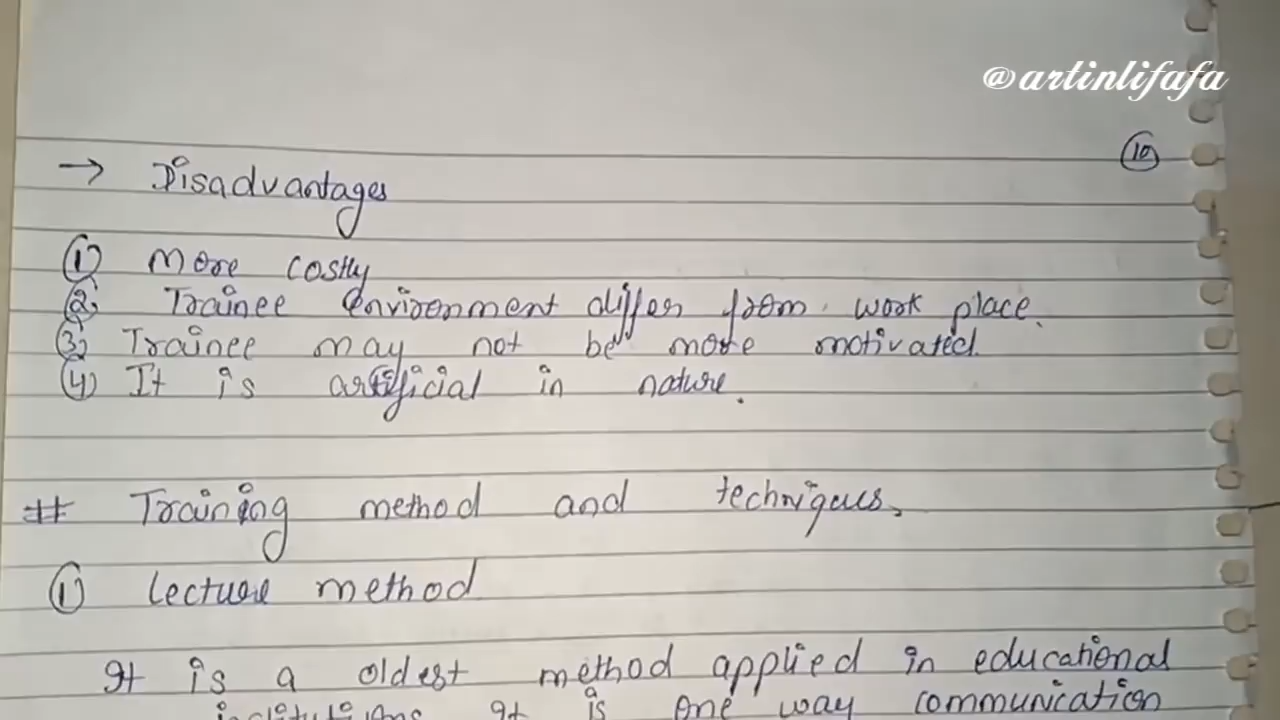 @artinlifafa
10
→ Disadvantages
① More costly
② Trainee environment differ from work place.
③ Trainee may not be more motivated.
④ It is artificial in nature.
# Training method and techniques.
① Lecture method
It is a oldest method applied in educational
institutions It is one way communication